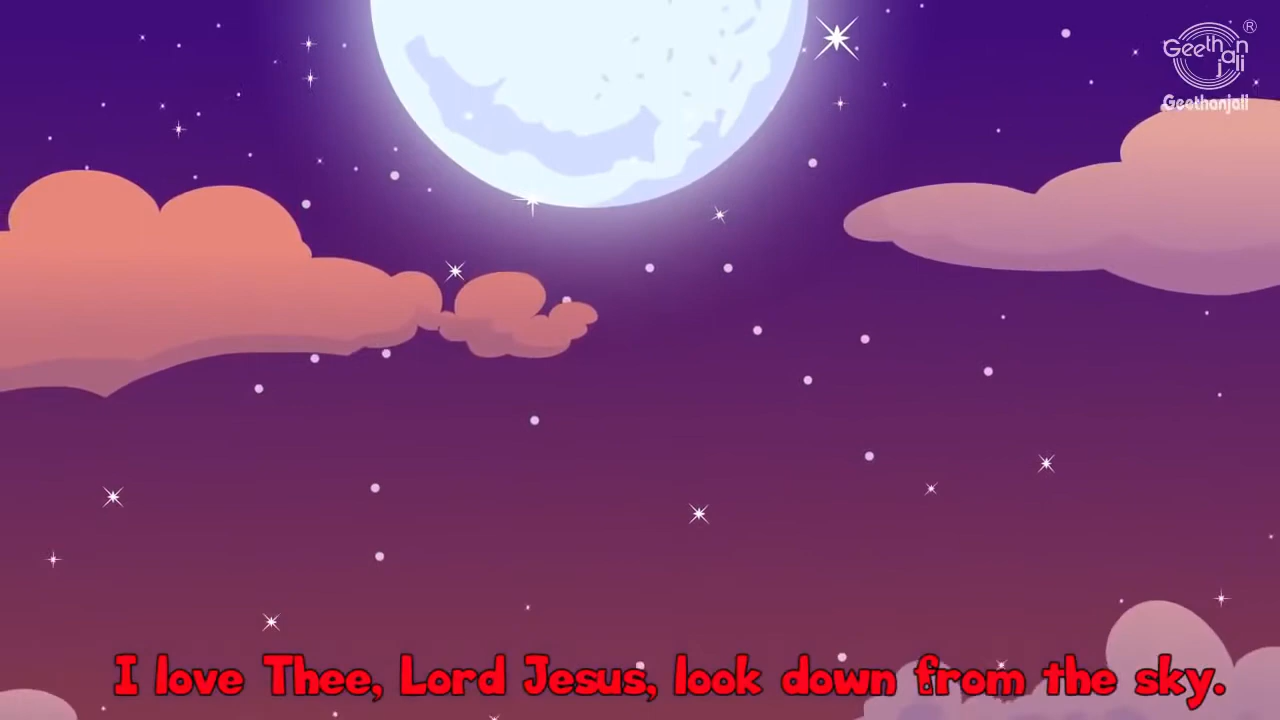 Geethanjali ®
Geethanjali
I love Thee, Lord Jesus, look down from the sky.